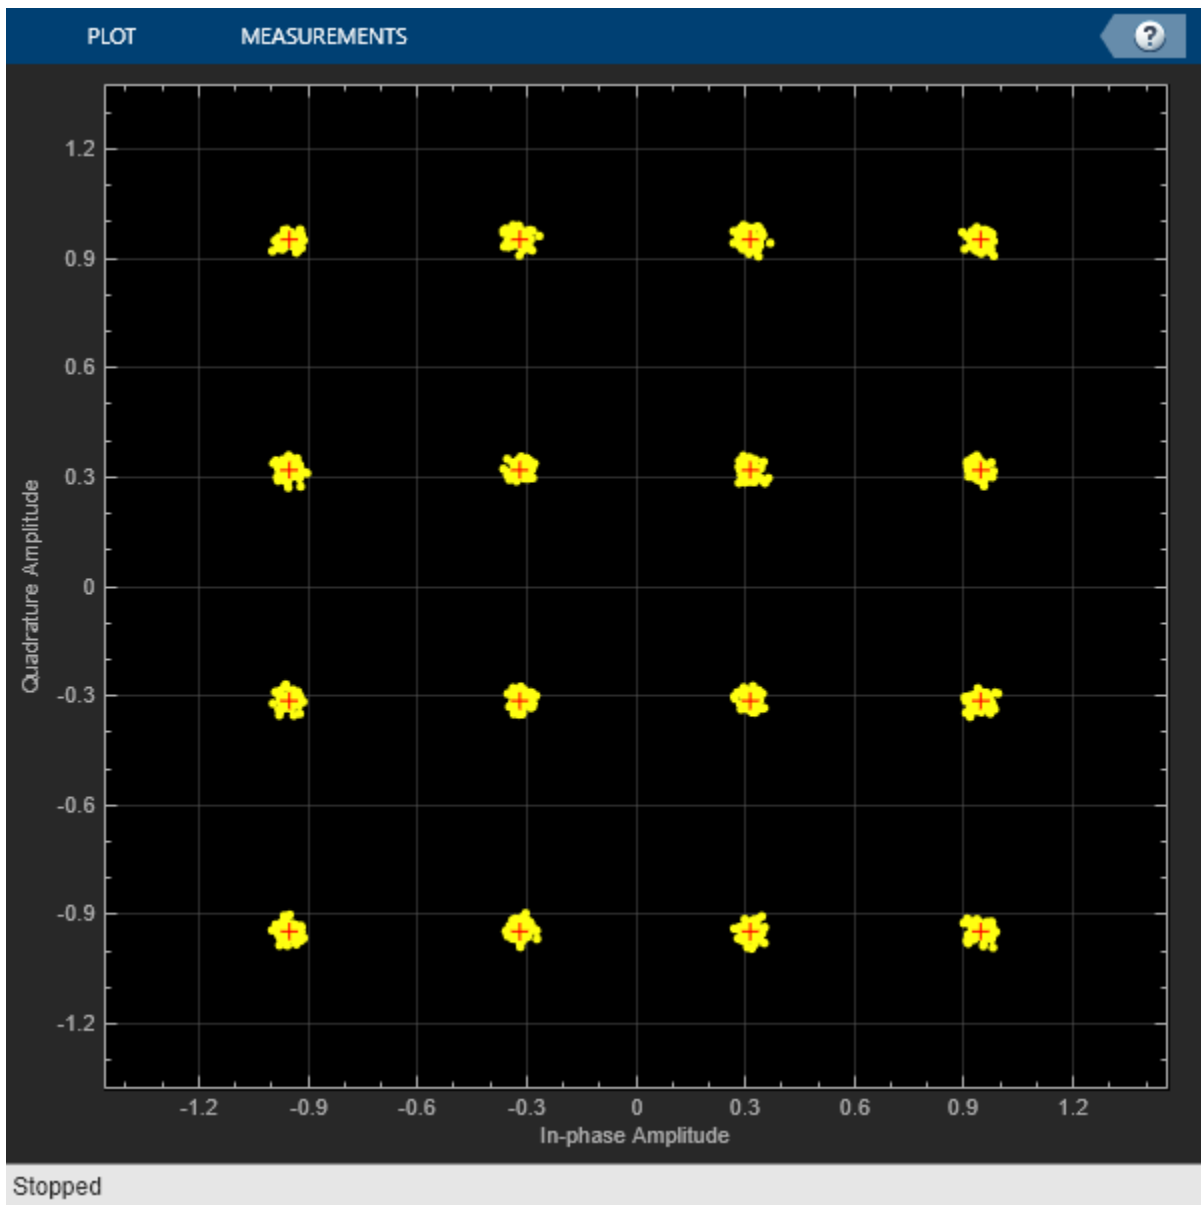 PLOT MEASUREMENTS ?
1.2
0.9
0.6
0.3
0
-0.3
-0.6
-0.9
-1.2
Quadrature Amplitude
-1.2 -0.9 -0.6 -0.3 0 0.3 0.6 0.9 1.2
In-phase Amplitude
Stopped